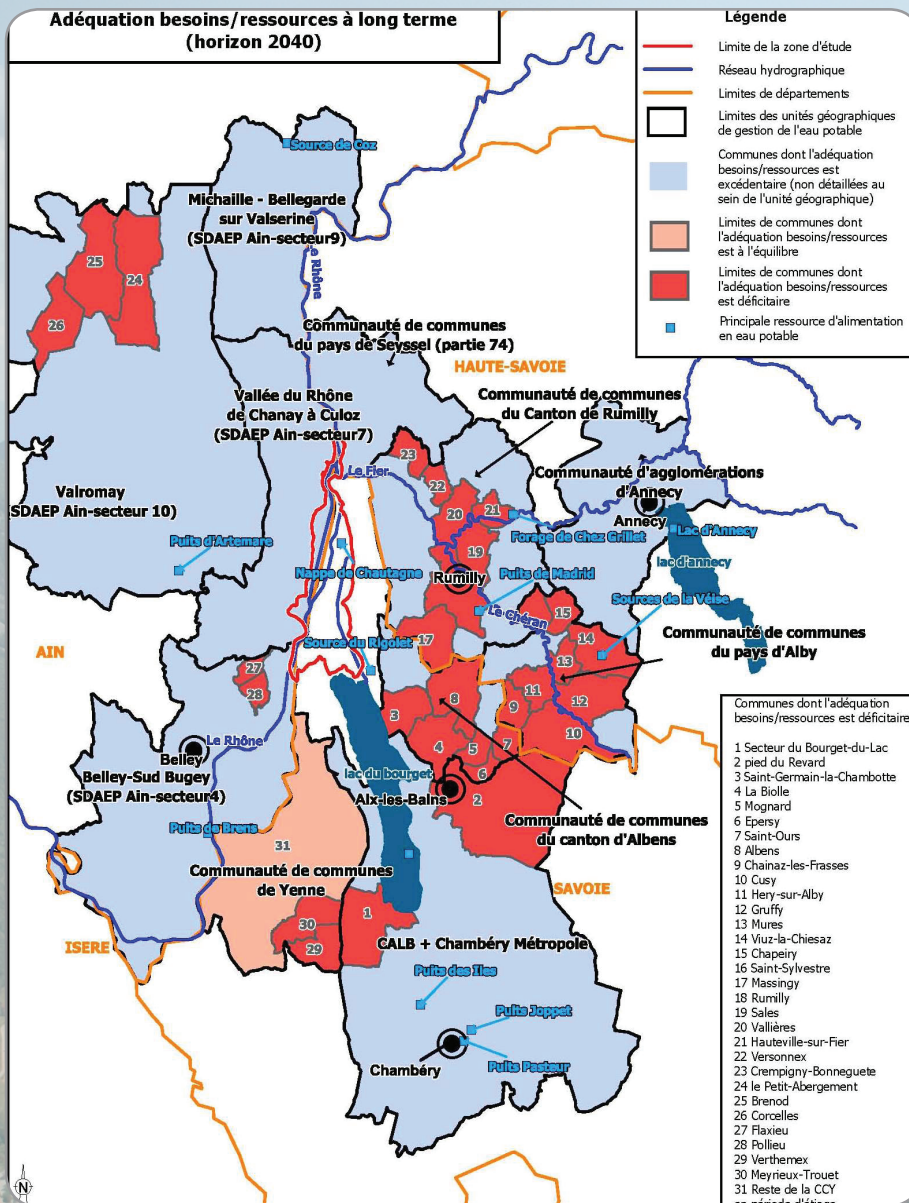 Adéquation besoins/ressources à long terme
(horizon 2040)
Légende
Limite de la zone d'étude
Réseau hydrographique
Limites de départements
Limites des unités géographiques
de gestion de l'eau potable
Communes dont l'adéquation
besoins/ressources est
excédentaire (non détaillées au
sein de l'unité géographique)
Limites de communes dont
l'adéquation besoins/ressources
est à l'équilibre
Limites de communes dont
l'adéquation besoins/ressources
est déficitaire
Principale ressource d'alimentation
en eau potable
Source de Coz
Michaille - Bellegarde
sur Valserine
(SDAEP Ain-secteur9)
Le Rhône
25
24
26
Communauté de communes
du pays de Seyssel (partie 74)
HAUTE-SAVOIE
Vallée du Rhône
de Chanay à Culoz
(SDAEP Ain-secteur7)
Communauté de communes
du Canton de Rumilly
Le Fier
23
22
21
20
19
Communauté d'agglomérations
d'Annecy
Annecy
Valromay
(SDAEP Ain-secteur 10)
Puits d'Artemare
Nappe de Chautagne
Forage de Chez Grillet
Lac d'Annecy
lac d'annecy
Rumilly
Puits de Madrid
Sources de la Véïse
Le Chéran
15
14
13
17
Source du Rigolet
Communauté de communes
du pays d'Alby
AIN
27
28
3
8
9
11
12
10
4
5
7
6
2
Le Rhône
Belley
Belley-Sud Bugey
(SDAEP Ain-secteur4)
lac du bourget
Aix-les-Bains
Puits de Brens
31
Communauté de communes
de Yenne
Communauté de communes
du canton d'Albens
SAVOIE
ISERE
30
29
1
CALB + Chambéry Métropole
Puits des Iles
Puits Joppet
Chambéry
Puits Pasteur
Communes dont l'adéquation
besoins/ressources est déficitaire
1 Secteur du Bourget-du-Lac
2 pied du Revard
3 Saint-Germain-la-Chambotte
4 La Biolle
5 Mognard
6 Epersy
7 Saint-Ours
8 Albens
9 Chainaz-les-Frasses
10 Cusy
11 Hery-sur-Alby
12 Gruffy
13 Mures
14 Viuz-la-Chiesaz
15 Chapeiry
16 Saint-Sylvestre
17 Massingy
18 Rumilly
19 Sales
20 Vallières
21 Hauteville-sur-Fier
22 Versonnex
23 Crempigny-Bonneguete
24 le Petit-Abergement
25 Brenod
26 Corcelles
27 Flaxieu
28 Pollieu
29 Verthemex
30 Meyrieux-Trouet
31 Reste de la CCY
en période d'étiage
N